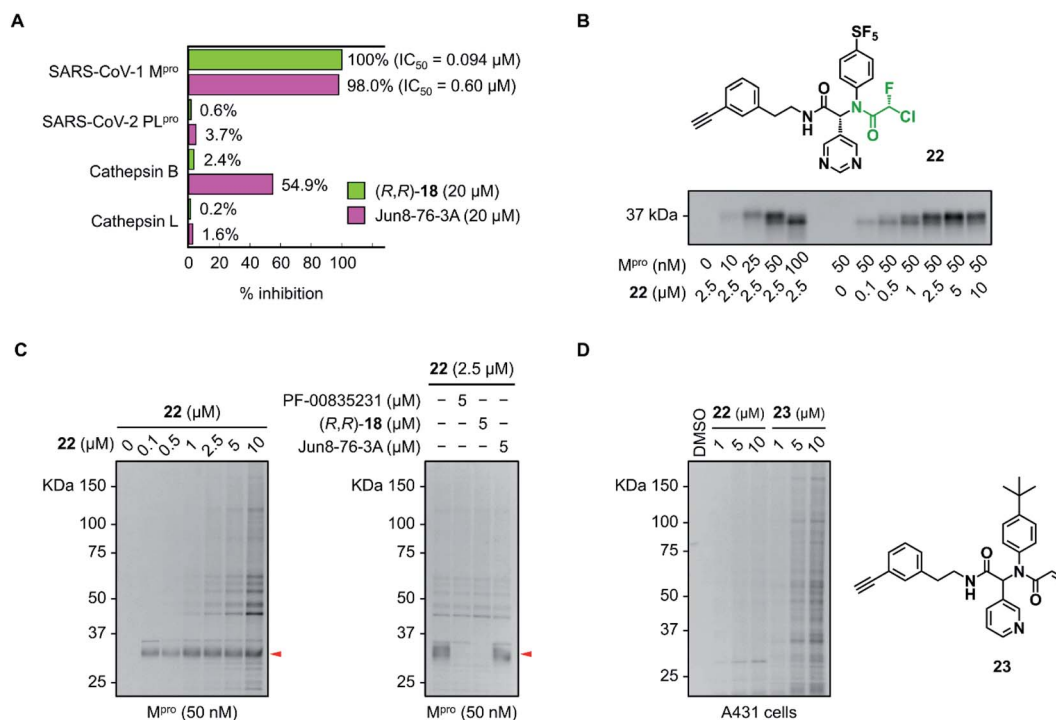 A
SARS-CoV-1 Mpro
100% (IC50 = 0.094 µM)
98.0% (IC50 = 0.60 µM)
SARS-CoV-2 PLpro
0.6%
3.7%
Cathepsin B
2.4%
54.9%
Cathepsin L
0.2%
1.6%
(R,R)-18 (20 µM)
Jun8-76-3A (20 µM)
0 20 40 60 80 100
% inhibition
B
SF5
O
N
F
N
H
O
Cl
N N
22
37 kDa
Mpro (nM) 0 10 25 50 100 50 50 50 50 50 50 50
22 (µM) 2.5 2.5 2.5 2.5 2.5 0 0.1 0.5 1 2.5 5 10
C
22 (µM)
22 (µM) 0 0.1 0.5 1 2.5 5 10
KDa 150
100
75
50
37
25
Mpro (50 nM)
22 (2.5 µM)
PF-00835231 (µM) – 5 – –
(R,R)-18 (µM) – – 5 –
Jun8-76-3A (µM) – – – 5
KDa 150
100
75
50
37
25
Mpro (50 nM)
D
DMSO
22 (µM) 23 (µM)
1 5 10 1 5 10
KDa 150
100
75
50
37
25
A431 cells
O
N
N
H
O
N
23